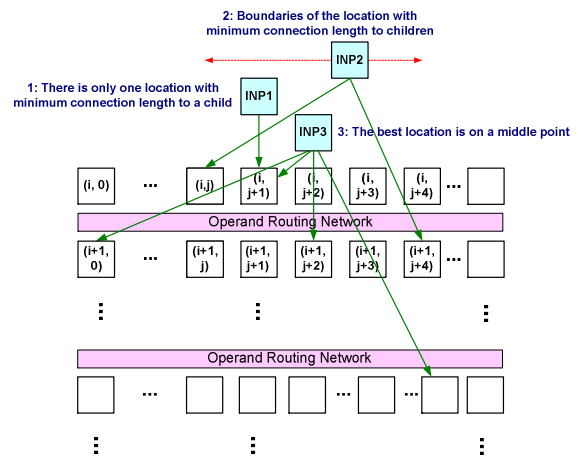 2: Boundaries of the location with
minimum connection length to children
INP2
1: There is only one location with
minimum connection length to a child
INP1
INP3
3: The best location is on a middle point
(i, 0) ... (i,j) (i, j+1) (i, j+2) (i, j+3) (i, j+4) ...
Operand Routing Network
(i+1, 0) ... (i+1, j) (i+1, j+1) (i+1, j+2) (i+1, j+3) (i+1, j+4) ...
Operand Routing Network
... ... ...